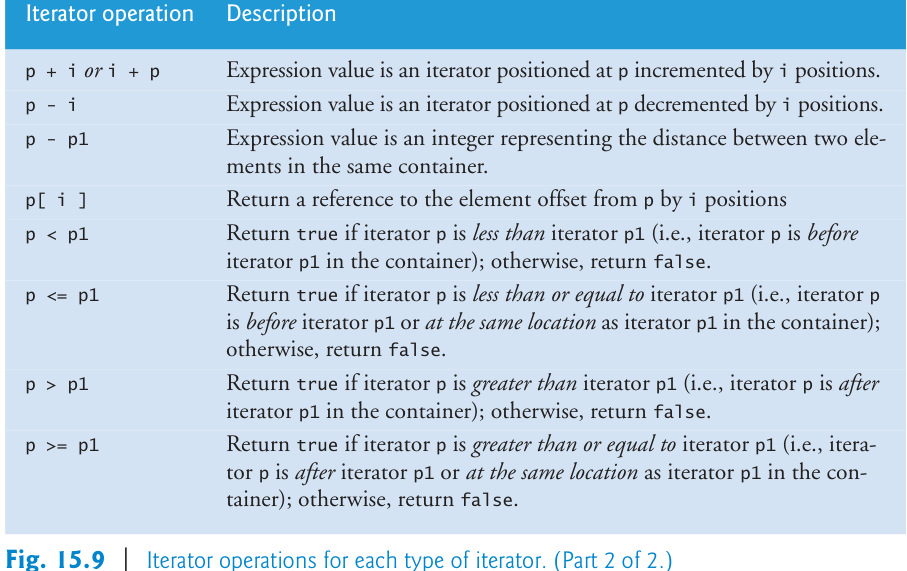 Iterator operation Description
p + i or i + p Expression value is an iterator positioned at p incremented by i positions.
p – i Expression value is an iterator positioned at p decremented by i positions.
p – p1 Expression value is an integer representing the distance between two ele-
ments in the same container.
p[ i ] Return a reference to the element offset from p by i positions
p < p1 Return true if iterator p is less than iterator p1 (i.e., iterator p is before
iterator p1 in the container); otherwise, return false.
p <= p1 Return true if iterator p is less than or equal to iterator p1 (i.e., iterator p
is before iterator p1 or at the same location as iterator p1 in the container);
otherwise, return false.
p > p1 Return true if iterator p is greater than iterator p1 (i.e., iterator p is after
iterator p1 in the container); otherwise, return false.
p >= p1 Return true if iterator p is greater than or equal to iterator p1 (i.e., itera-
tor p is after iterator p1 or at the same location as iterator p1 in the con-
tainer); otherwise, return false.
Fig. 15.9 | Iterator operations for each type of iterator. (Part 2 of 2.)